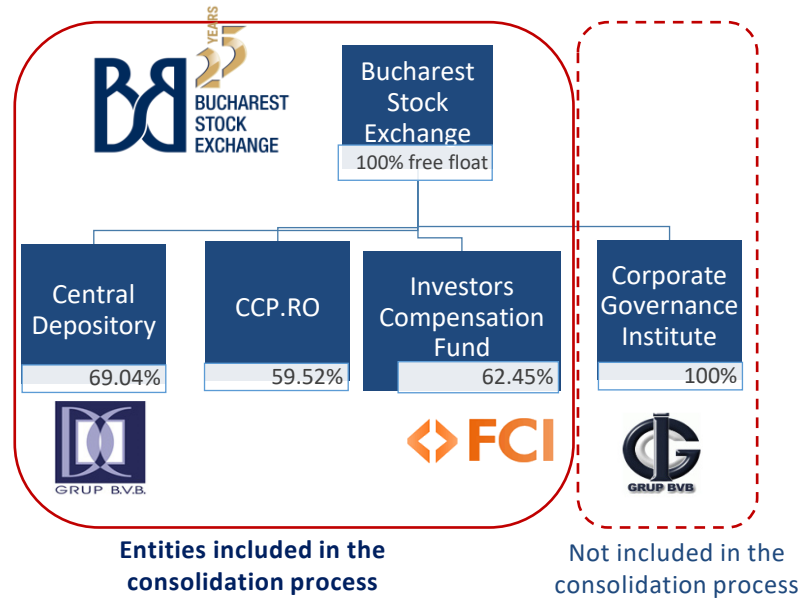 25 YEARS
BUCHAREST
STOCK
EXCHANGE
Bucharest
Stock
Exchange
100% free float
Central
Depository
69.04%
CCP.RO
59.52%
Investors
Compensation
Fund
62.45%
Corporate
Governance
Institute
100%
GRUP B.V.B.
FCI
GRUP BVB
Entities included in the
consolidation process
Not included in the
consolidation process